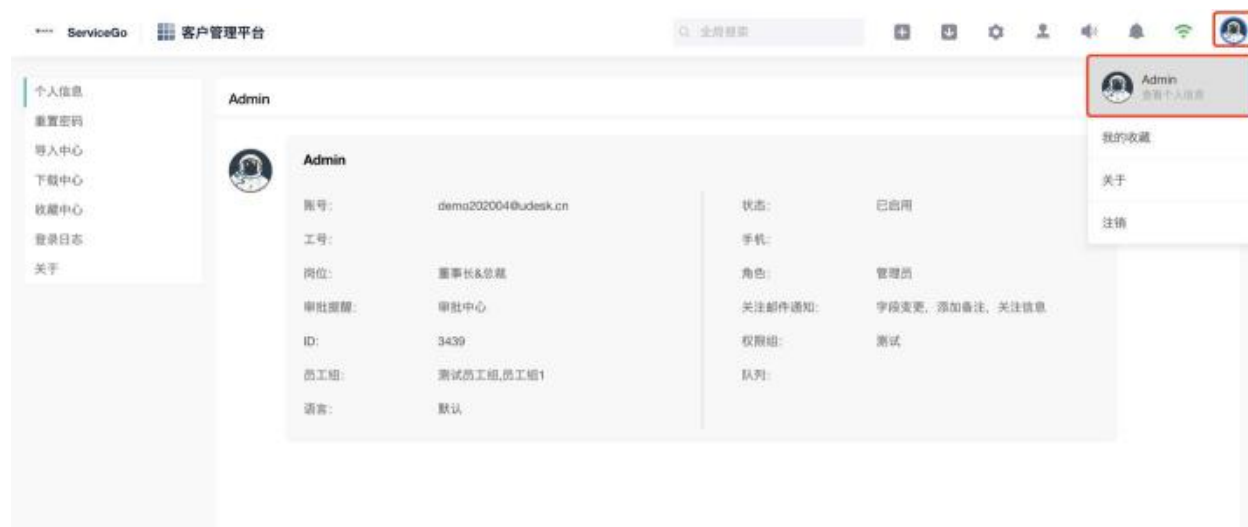 ServiceGo 客户管理平台 全局搜索
Admin
查看个人信息
我的收藏
关于
注销
个人信息
重置密码
导入中心
下载中心
收藏中心
登录日志
关于
Admin
Admin
账号: demo202004@udesk.cn 状态: 已启用
工号: 手机:
岗位: 董事长&总裁 角色: 管理员
审批提醒: 审批中心 关注邮件通知: 字段变更, 添加备注, 关注信息
ID: 3439 权限组: 测试
员工组: 测试员工组,员工组1 队列:
语言: 默认